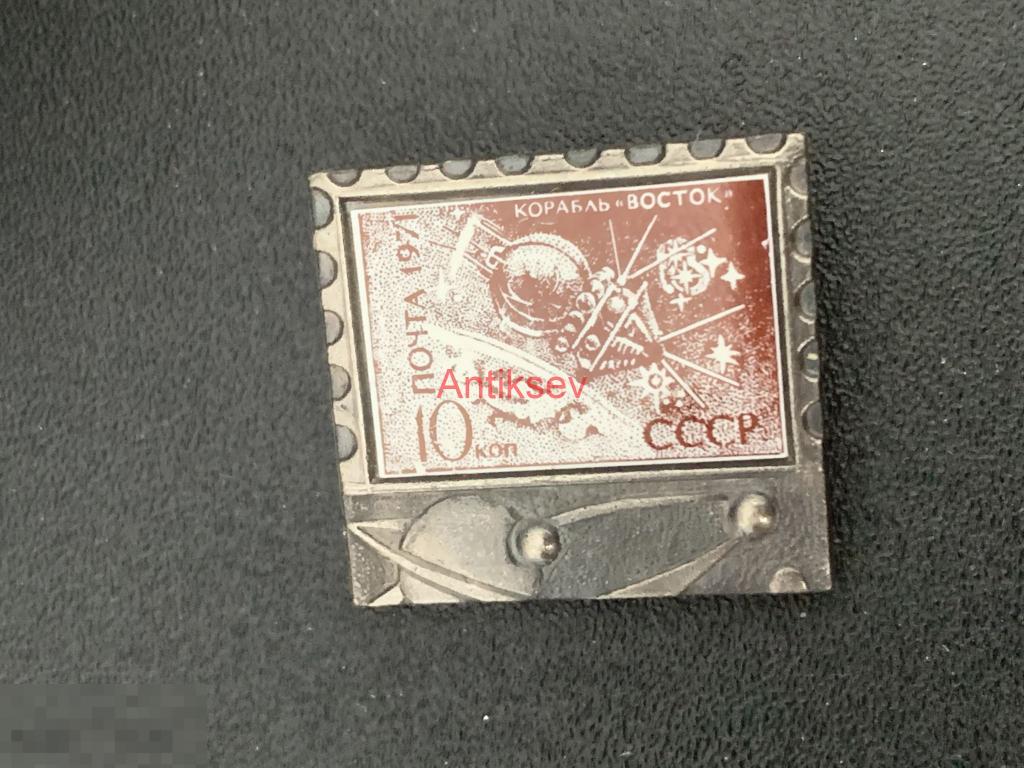 КОРАБЛЬ «ВОСТОК»
ПОЧТА 1971
Antiksev
10 КОП
СССР